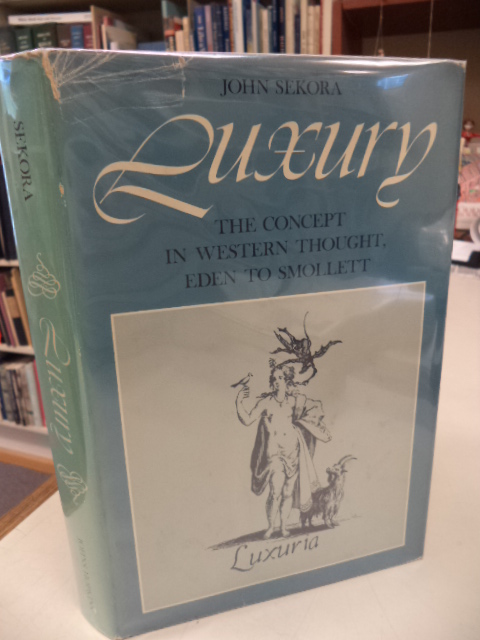 JOHN SEKORA
Luxury
THE CONCEPT
IN WESTERN THOUGHT,
EDEN TO SMOLLETT
Luxuria
SEKORA
Luxury